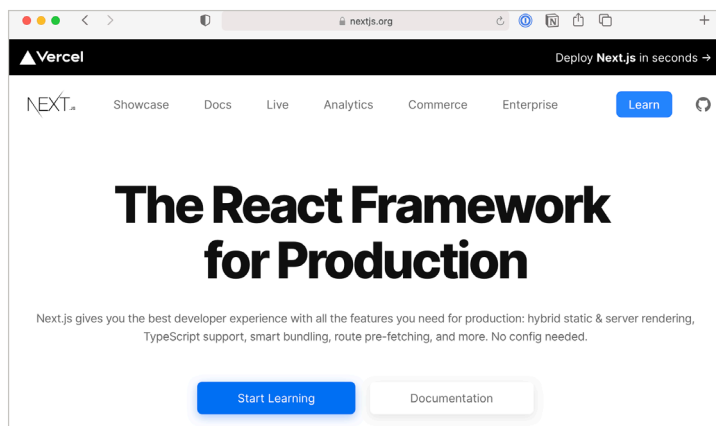 nextjs.org
Vercel
Deploy Next.js in seconds →
NEXT.JS
Showcase
Docs
Live
Analytics
Commerce
Enterprise
Learn
The React Framework
for Production
Next.js gives you the best developer experience with all the features you need for production: hybrid static & server rendering,
TypeScript support, smart bundling, route pre-fetching, and more. No config needed.
Start Learning
Documentation